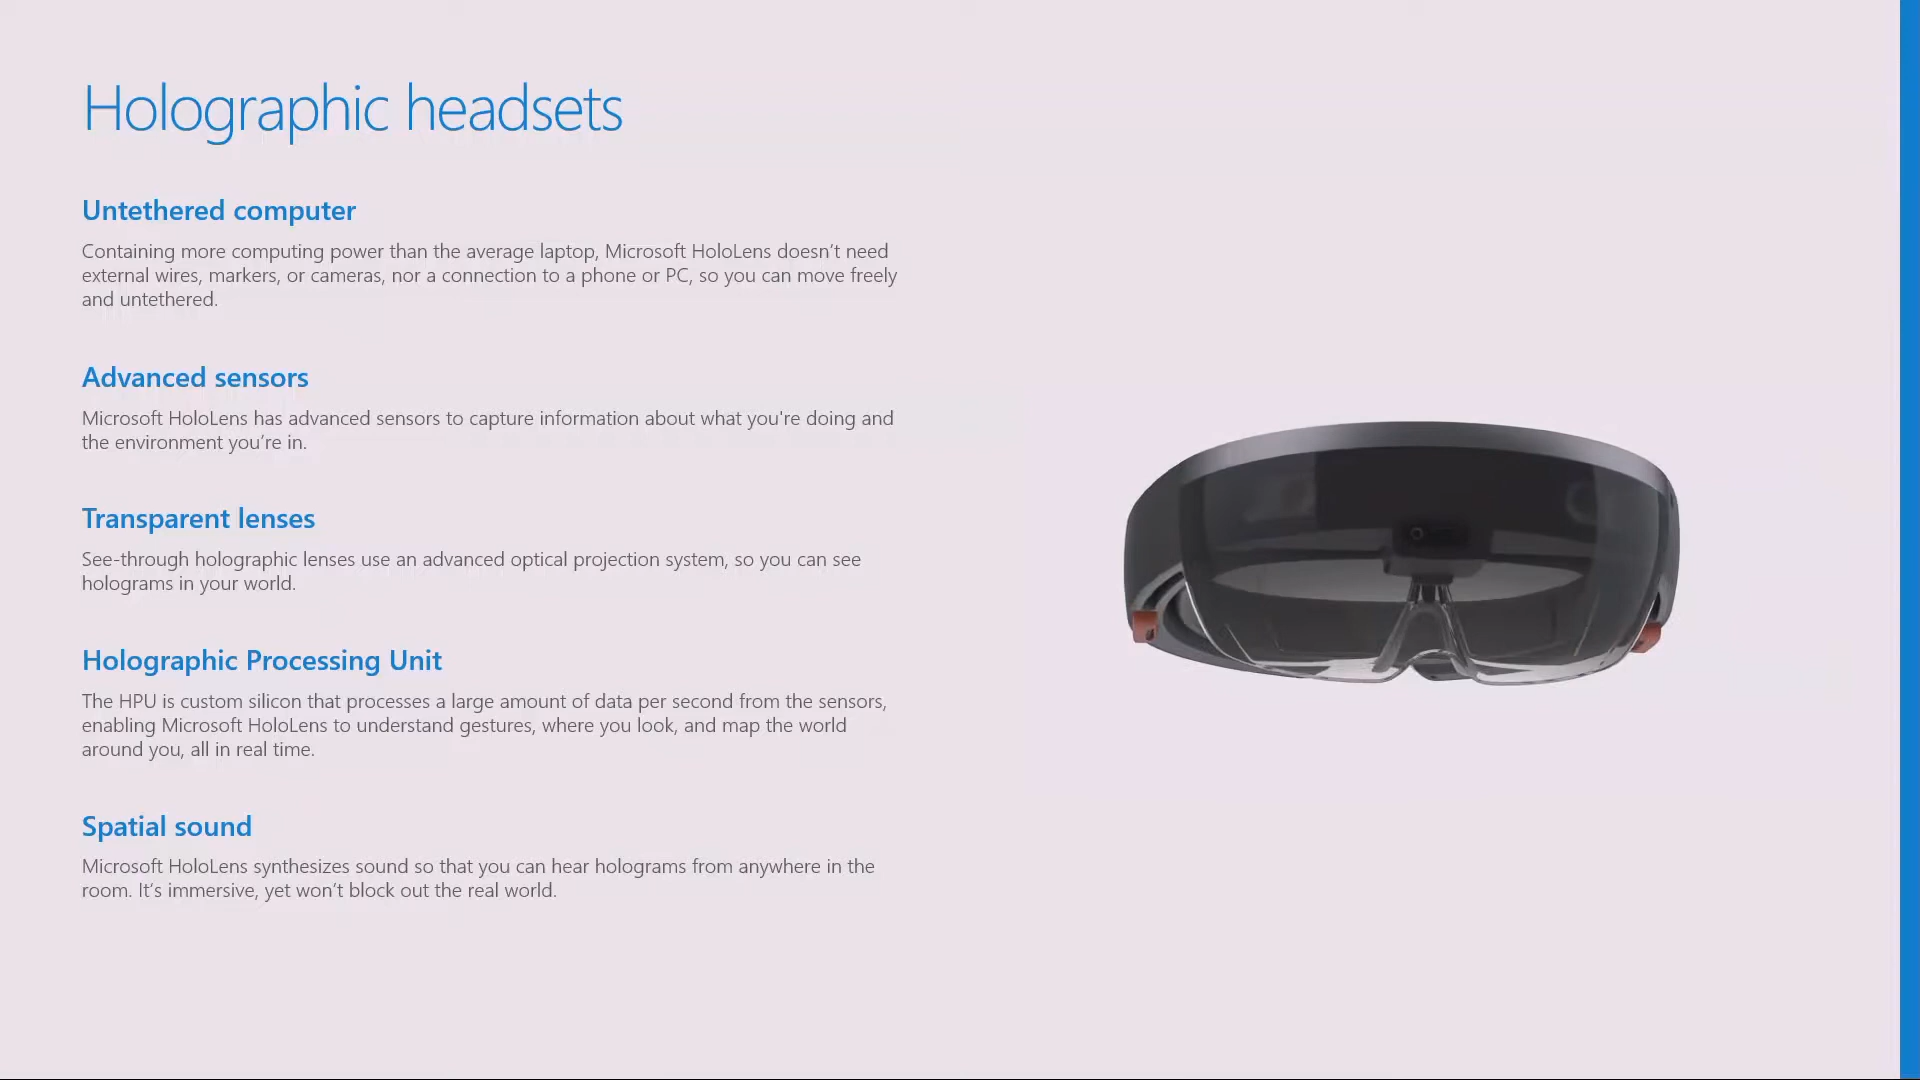 Holographic headsets
Untethered computer
Containing more computing power than the average laptop, Microsoft HoloLens doesn’t need
external wires, markers, or cameras, nor a connection to a phone or PC, so you can move freely
and untethered.
Advanced sensors
Microsoft HoloLens has advanced sensors to capture information about what you're doing and
the environment you’re in.
Transparent lenses
See-through holographic lenses use an advanced optical projection system, so you can see
holograms in your world.
Holographic Processing Unit
The HPU is custom silicon that processes a large amount of data per second from the sensors,
enabling Microsoft HoloLens to understand gestures, where you look, and map the world
around you, all in real time.
Spatial sound
Microsoft HoloLens synthesizes sound so that you can hear holograms from anywhere in the
room. It’s immersive, yet won’t block out the real world.